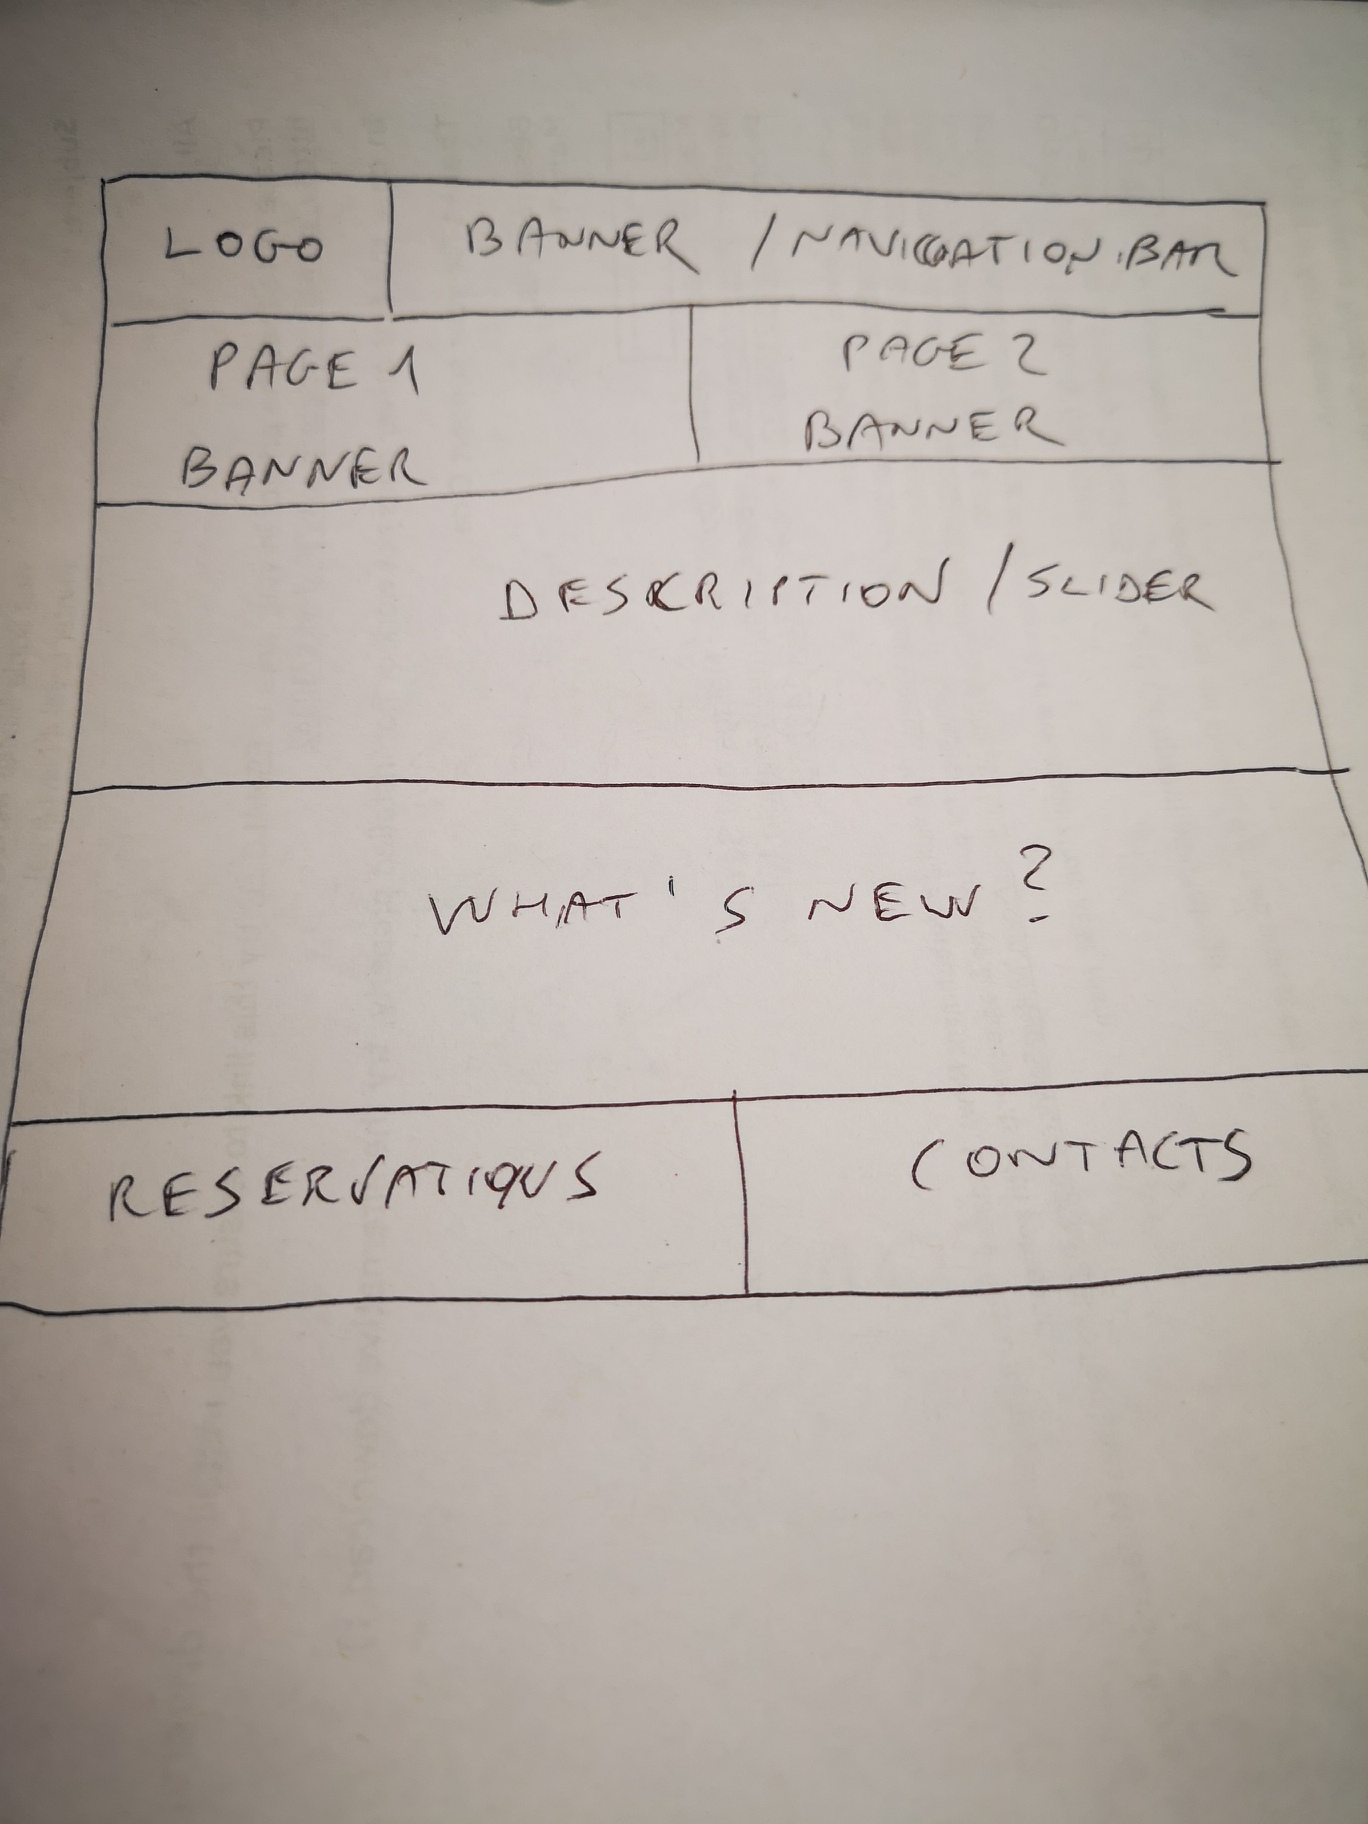 LOGO
BANNER / NAVIGATION BAR
PAGE 1
BANNER
PAGE 2
BANNER
DESCRIPTION / SLIDER
WHAT'S NEW?
RESERVATIONS
CONTACTS